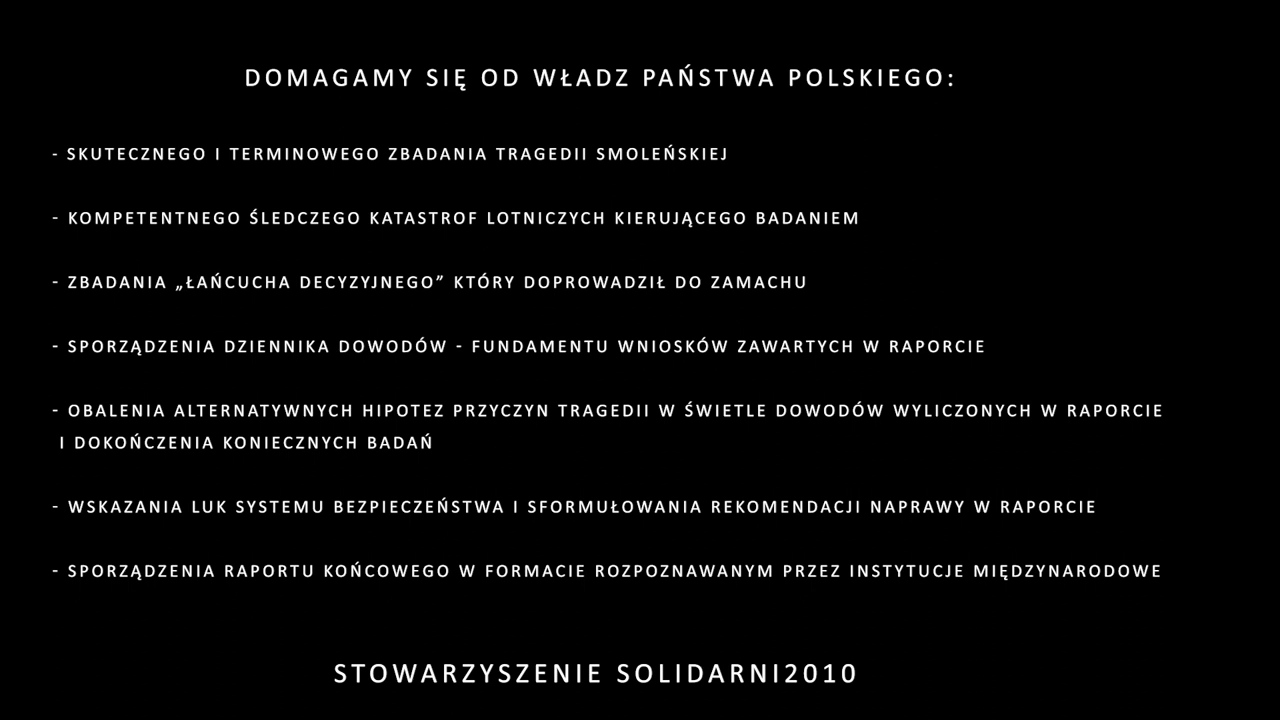 DOMAGAMY SIĘ OD WŁADZ PAŃSTWA POLSKIEGO:
- SKUTECZNEGO I TERMINOWEGO ZBADANIA TRAGEDII SMOLEŃSKIEJ
- KOMPETENTNEGO ŚLEDCZEGO KATASTROF LOTNICZYCH KIERUJĄCEGO BADANIEM
- ZBADANIA „ŁAŃCUCHA DECYZYJNEGO” KTÓRY DOPROWADZIŁ DO ZAMACHU
- SPORZĄDZENIA DZIENNIKA DOWODÓW - FUNDAMENTU WNIOSKÓW ZAWARTYCH W RAPORCIE
- OBALENIA ALTERNATYWNYCH HIPOTEZ PRZYCZYN TRAGEDII W ŚWIETLE DOWODÓW WYLICZONYCH W RAPORCIE
I DOKOŃCZENIA KONIECZNYCH BADAŃ
- WSKAZANIA LUK SYSTEMU BEZPIECZEŃSTWA I SFORMUŁOWANIA REKOMENDACJI NAPRAWY W RAPORCIE
- SPORZĄDZENIA RAPORTU KOŃCOWEGO W FORMACIE ROZPOZNAWANYM PRZEZ INSTYTUCJE MIĘDZYNARODOWE
STOWARZYSZENIE SOLIDARNI2010